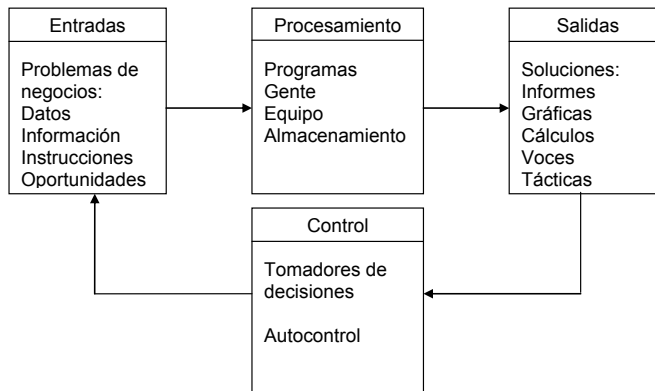 Entradas
Problemas de
negocios:
Datos
Información
Instrucciones
Oportunidades
Procesamiento
Programas
Gente
Equipo
Almacenamiento
Salidas
Soluciones:
Informes
Gráficas
Cálculos
Voces
Tácticas
Control
Tomadores de
decisiones
Autocontrol